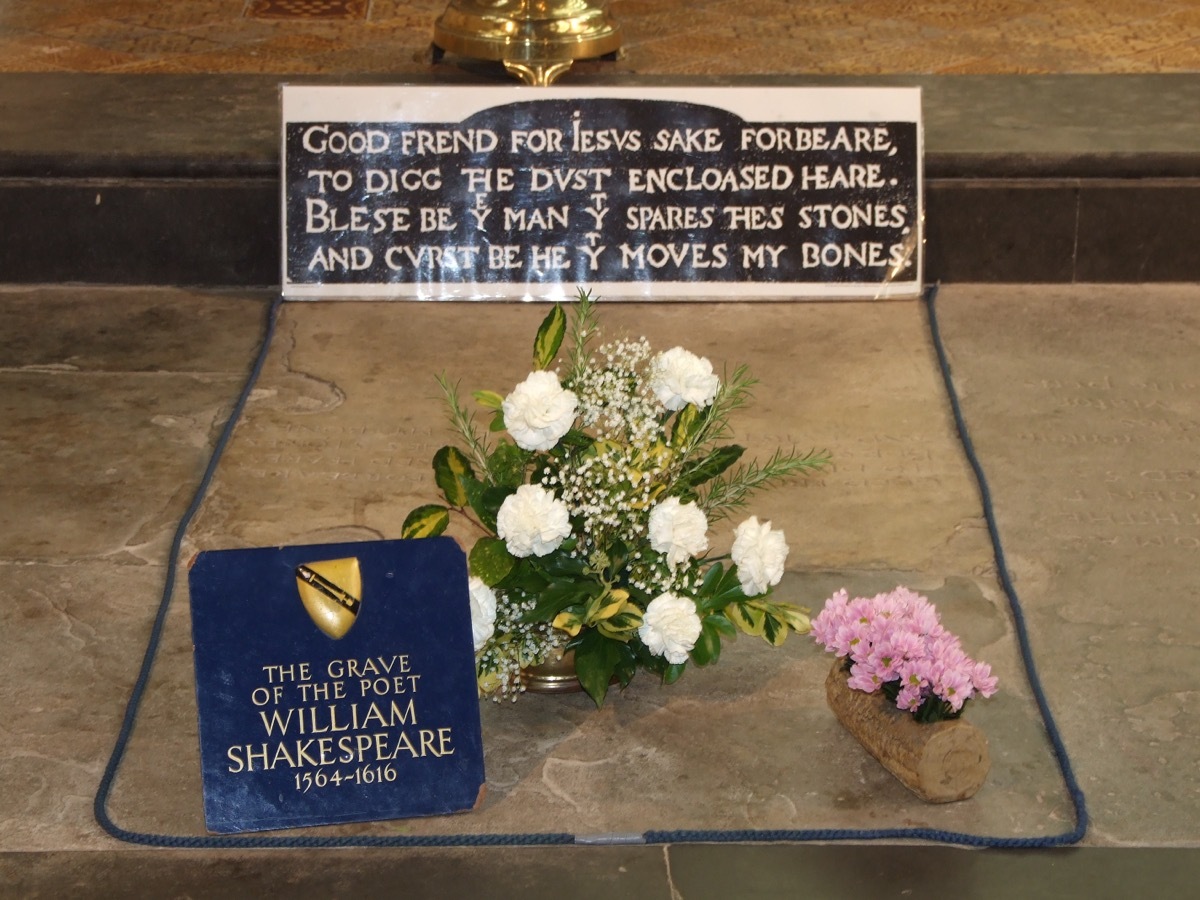 GOOD FREND FOR IESVS SAKE FORBEARE,
TO DIGG THE DVST ENCLOASED HEARE.
BLESE BE Yᴱ MAN Yᵀ SPARES THES STONES,
AND CVRST BE HE Yᵀ MOVES MY BONES.
THE GRAVE
OF THE POET
WILLIAM
SHAKESPEARE
1564-1616